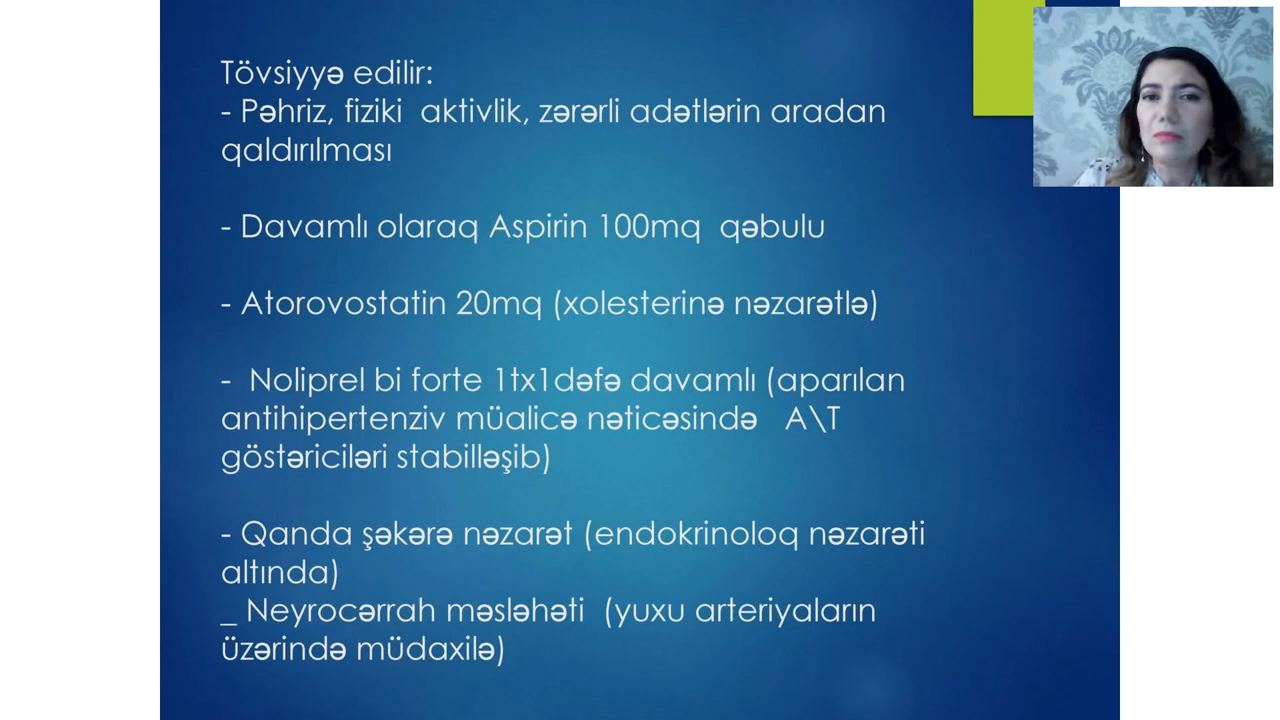 Tövsiyyə edilir:
- Pəhriz, fiziki aktivlik, zərərli adətlərin aradan
qaldırılması
- Davamlı olaraq Aspirin 100mq qəbulu
- Atorovostatin 20mq (xolesterinə nəzarətlə)
- Noliprel bi forte 1tx1dəfə davamlı (aparılan
antihipertenziv müalicə nəticəsində A\T
göstəriciləri stabilləşib)
- Qanda şəkərə nəzarət (endokrinoloq nəzarəti
altında)
_ Neyrocərrah məsləhəti (yuxu arteriyaların
üzərində müdaxilə)